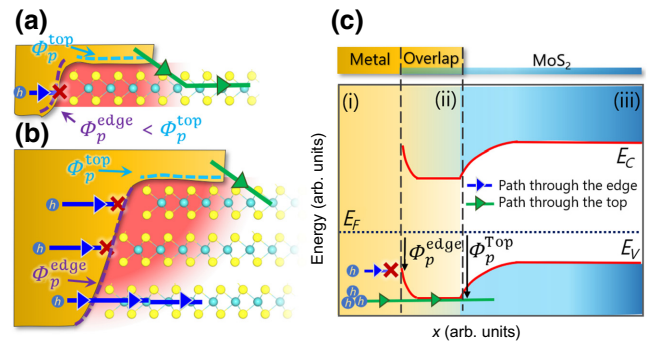 (a)
Φ_p^top
h
Φ_p^edge < Φ_p^top
(b)
Φ_p^top
h
h
Φ_p^edge
h
(c)
Metal Overlap MoS₂
(i) (ii) (iii)
E_C
Path through the edge
Path through the top
E_F
Φ_p^edge Φ_p^Top E_V
h
h
h h
Energy (arb. units)
x (arb. units)